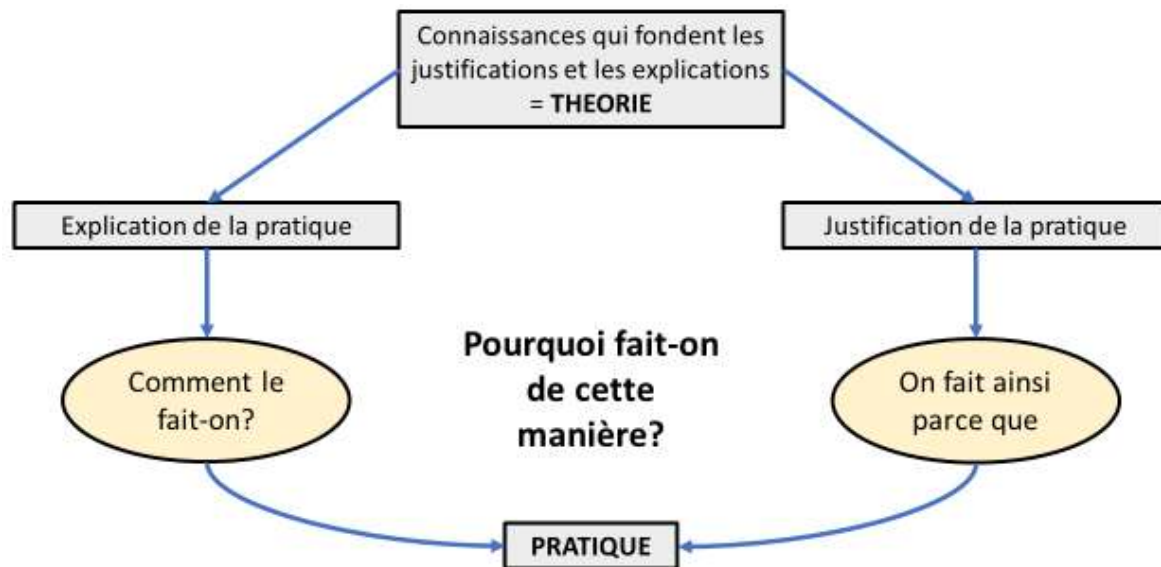 Connaissances qui fondent les
justifications et les explications
= THEORIE
Explication de la pratique
Justification de la pratique
Comment le
fait-on?
Pourquoi fait-on
de cette
manière?
On fait ainsi
parce que
PRATIQUE